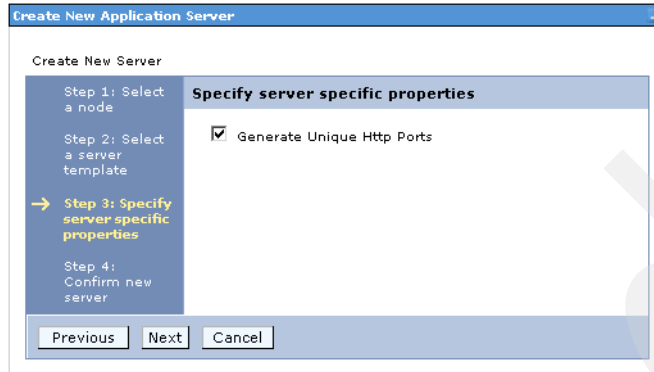 Create New Application Server
Create New Server
Step 1: Select
a node
Step 2: Select
a server
template
Step 3: Specify
server specific
properties
Step 4:
Confirm new
server
Specify server specific properties
Generate Unique Http Ports
Previous
Next
Cancel